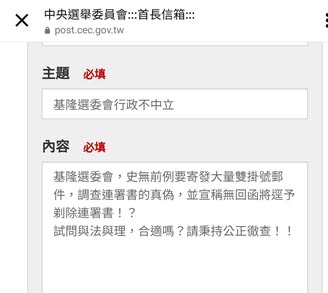 中央選舉委員會:::首長信箱:::
post.cec.gov.tw
主題 必填
基隆選委會行政不中立
內容 必填
基隆選委會，史無前例要寄發大量雙掛號郵
件，調查連署書的真偽，並宣稱無回函將逕予
剃除連署書！？
試問與法與理，合適嗎？請秉持公正徹查！！